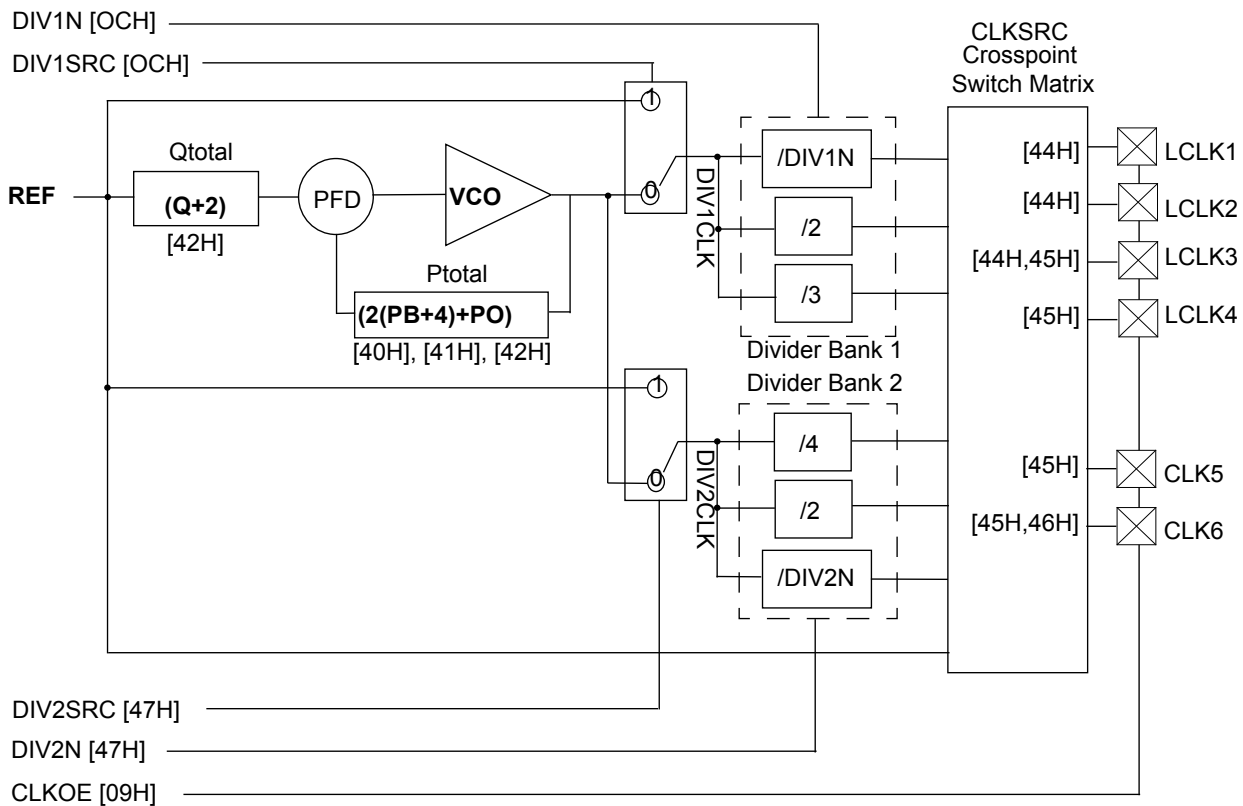 DIV1N [OCH]
DIV1SRC [OCH]
CLKSRC
Crosspoint
Switch Matrix
1
Qtotal
/DIV1N
[44H]
LCLK1
REF
(Q+2)
PFD
VCO
0
DIV1CLK
/2
[44H]
LCLK2
[42H]
[44H,45H]
LCLK3
Ptotal
/3
(2(PB+4)+PO)
[45H]
LCLK4
[40H], [41H], [42H]
Divider Bank 1
Divider Bank 2
1
/4
0
DIV2CLK
[45H]
CLK5
/2
[45H,46H]
CLK6
/DIV2N
DIV2SRC [47H]
DIV2N [47H]
CLKOE [09H]